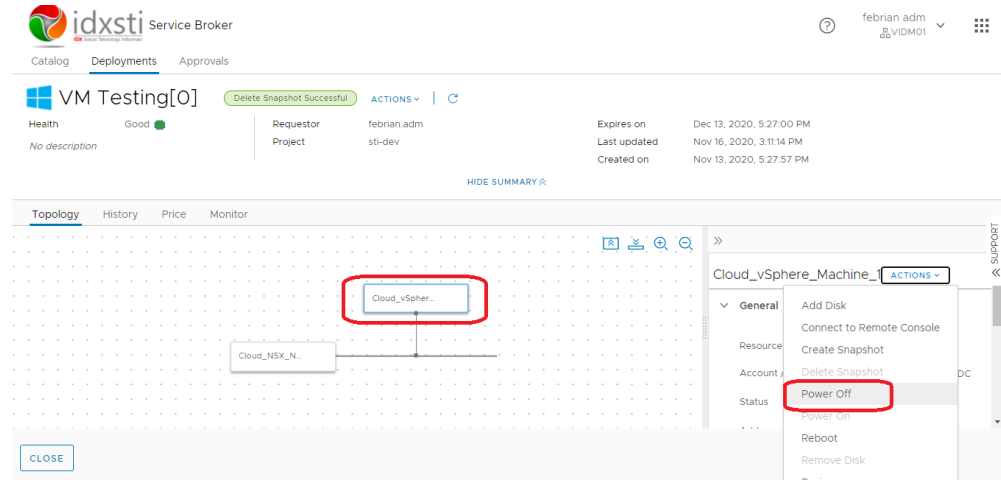 idxsti Service Broker
IDX Solusi Teknologi Informasi
febrian adm
VIDM01
Catalog Deployments Approvals
VM Testing[0] Delete Snapshot Successful ACTIONS
Health Good
No description
Requestor febrian.adm
Project sti-dev
Expires on Dec 13, 2020, 5:27:00 PM
Last updated Nov 16, 2020, 3:11:14 PM
Created on Nov 13, 2020, 5:27:57 PM
HIDE SUMMARY
Topology History Price Monitor
SUPPORT
Cloud_vSpher...
Cloud_NSX_N...
Cloud_vSphere_Machine_1 ACTIONS
General
Resource
Account /
DC
Status
Add Disk
Connect to Remote Console
Create Snapshot
Delete Snapshot
Power Off
Power On
Reboot
Remove Disk
CLOSE